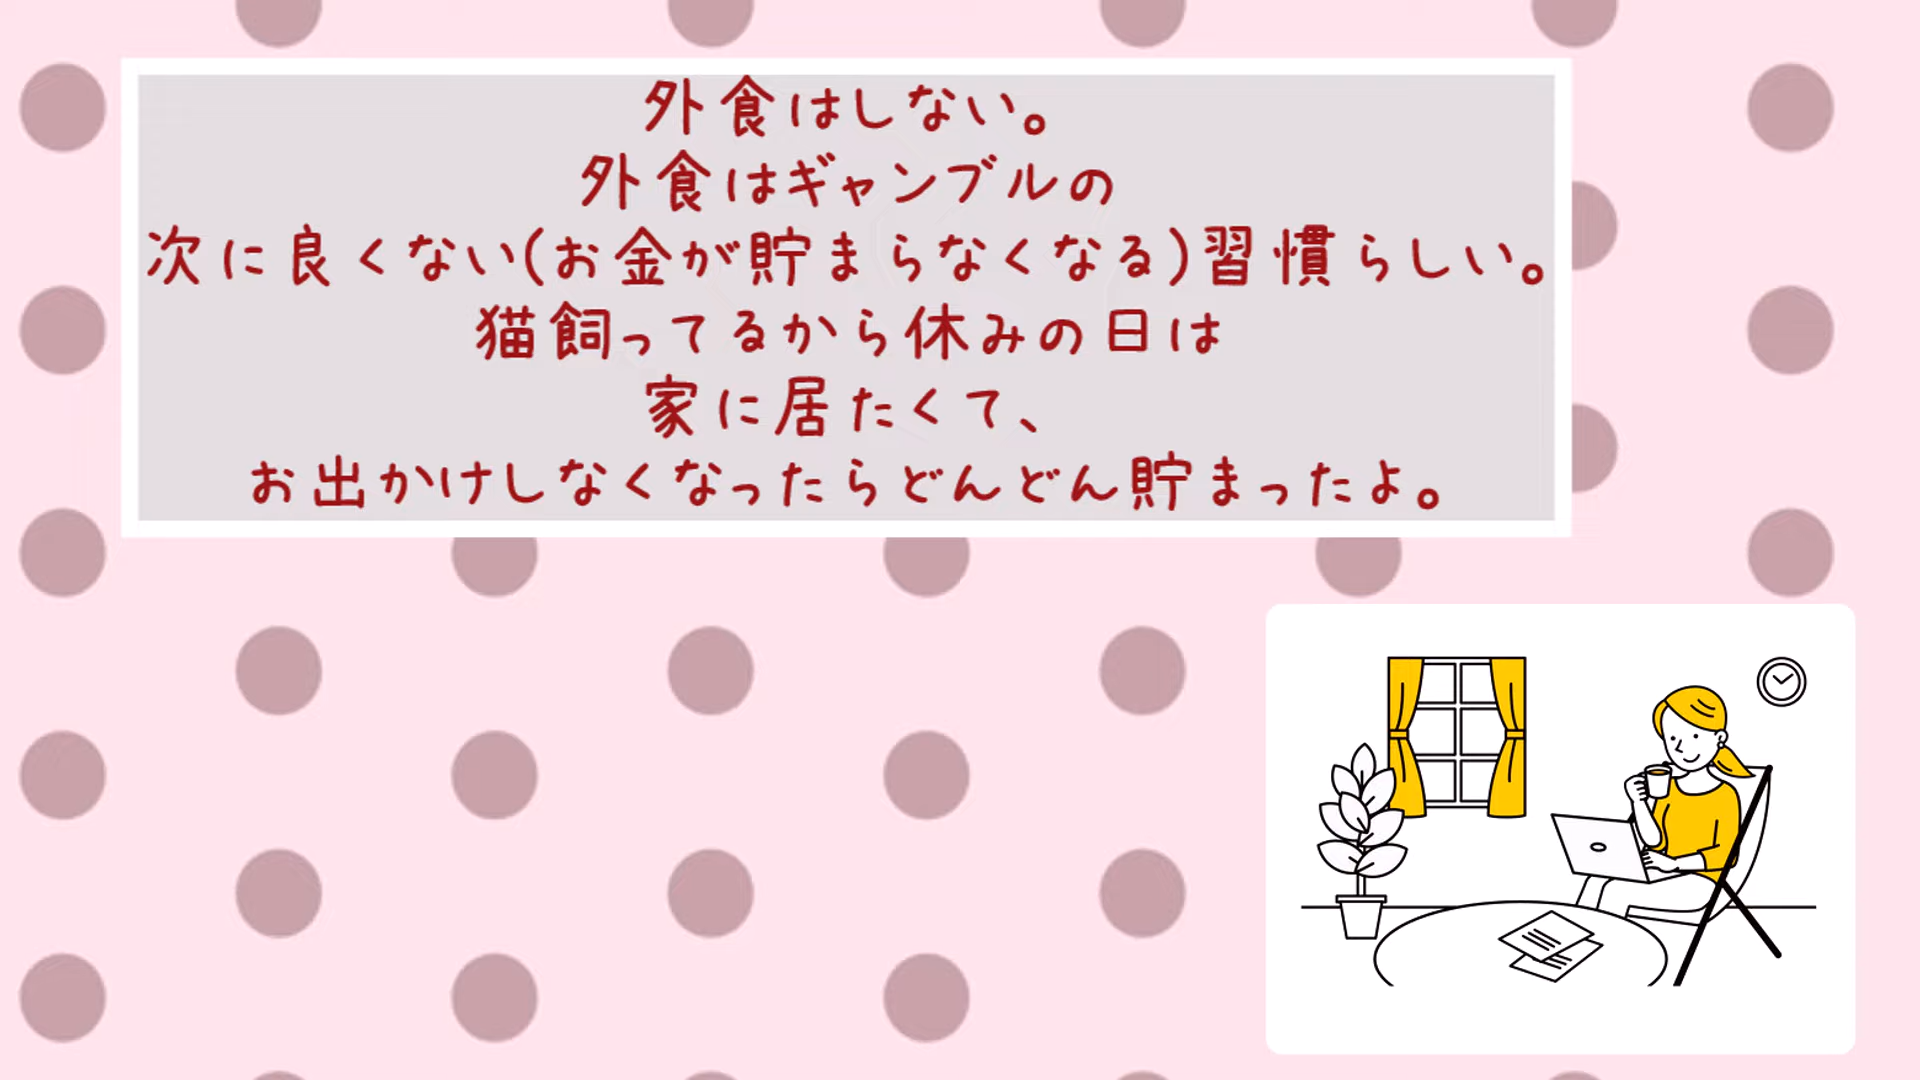 外食はしない。
外食はギャンブルの
次に良くない(お金が貯まらなくなる)習慣らしい。
猫飼ってるから休みの日は
家に居たくて、
お出かけしなくなったらどんどん貯まったよ。